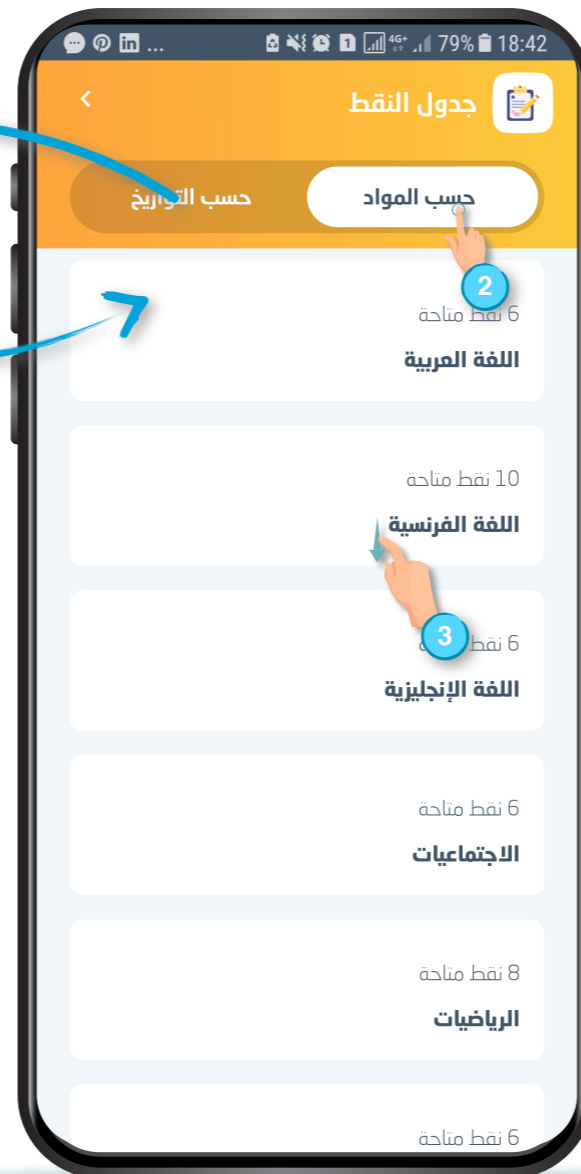 ... 4G+ 79% 18:42
جدول النقط
حسب المواد
حسب التواريخ
2
6 نقط متاحة
اللغة العربية
10 نقط متاحة
اللغة الفرنسية
3
6 نقط
اللغة الإنجليزية
6 نقط متاحة
الاجتماعيات
8 نقط متاحة
الرياضيات
6 نقط متاحة